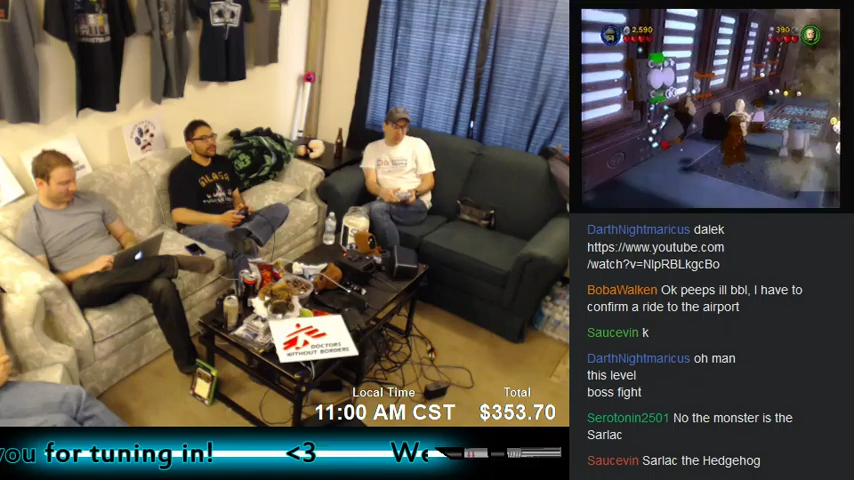 2,590
390
DarthNightmaricus dalek
https://www.youtube.com
/watch?v=NlpRBLkgcBo
BobaWalken Ok peeps ill bbl, I have to
confirm a ride to the airport
Saucevin k
DarthNightmaricus oh man
this level
boss fight
Serotonin2501 No the monster is the
Sarlac
Saucevin Sarlac the Hedgehog
DOCTORS
WITHOUT BORDERS
Local Time
11:00 AM CST
Total
$353.70
you for tuning in! <3 We